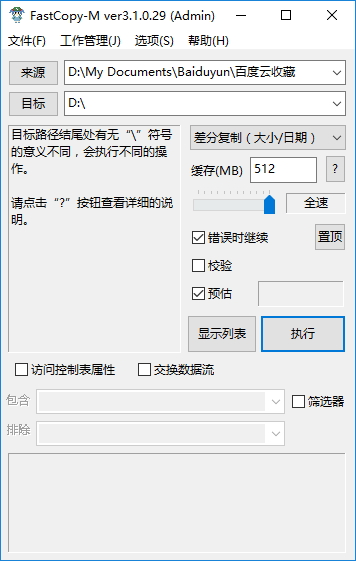 FastCopy-M ver3.1.0.29 (Admin)
文件(F) 工作管理(J) 选项(S) 帮助(H)
来源 D:\My Documents\Baiduyun\百度云收藏
目标 D:\
目标路径结尾处有无“\”符号
的意义不同，会执行不同的操
作。
请点击“?”按钮查看详细的说
明。
差分复制（大小/日期）
缓存(MB) 512 ?
全速
错误时继续 置顶
校验
预估
显示列表 执行
访问控制表属性 交换数据流
包含 筛选器
排除